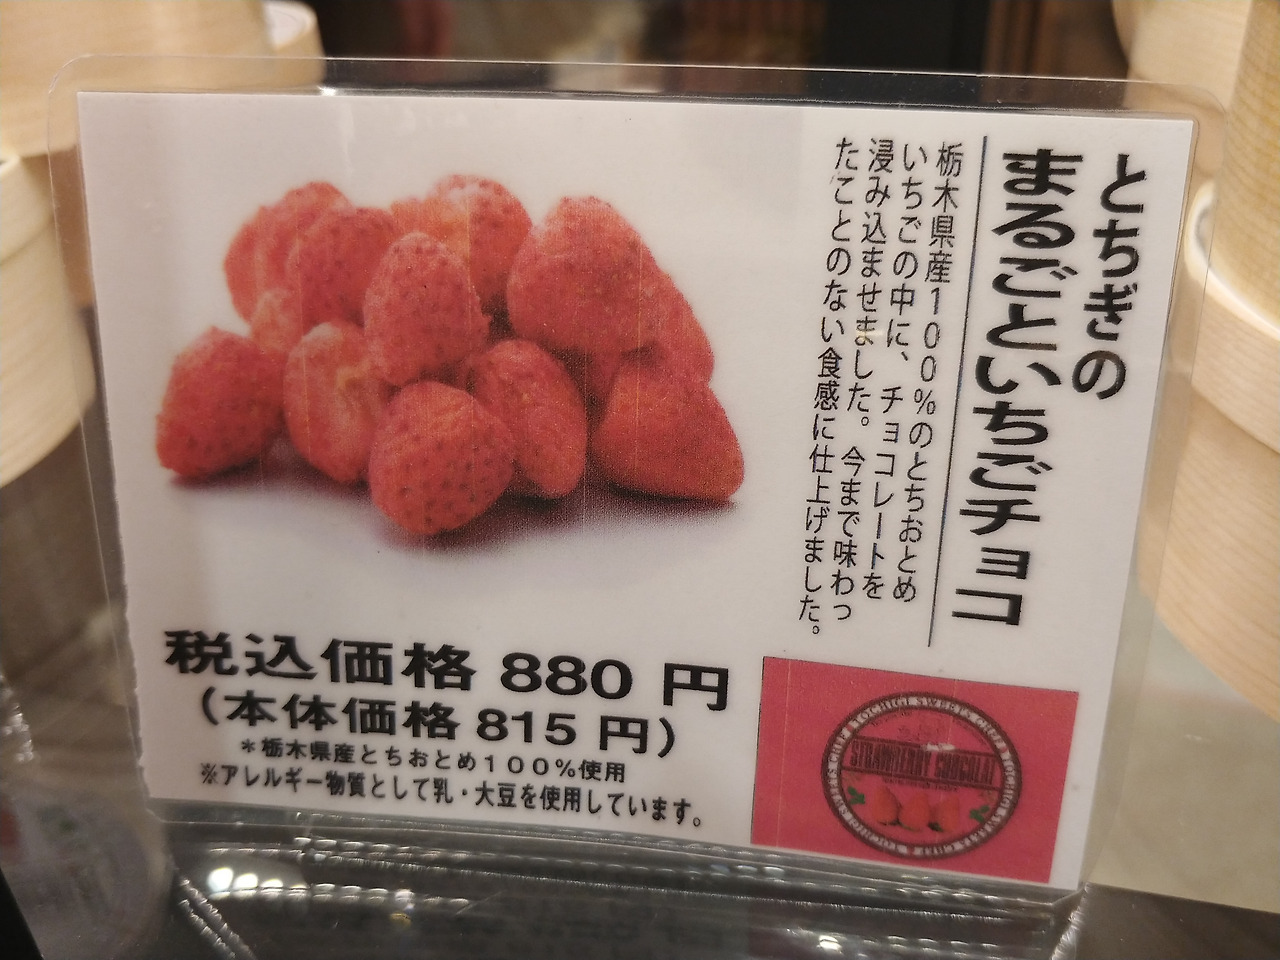 とちぎの
まるごといちごチョコ
栃木県産１００％のとちおとめ
いちごの中に、チョコレートを
浸み込ませました。今まで味わっ
たことのない食感に仕上げました。
税込価格 880 円
（本体価格 815 円）
＊栃木県産とちおとめ１００％使用
※アレルギー物質として乳・大豆を使用しています。
TOCHIGI SWEETS CHEF
STRAWBERRY CHOCOLAT